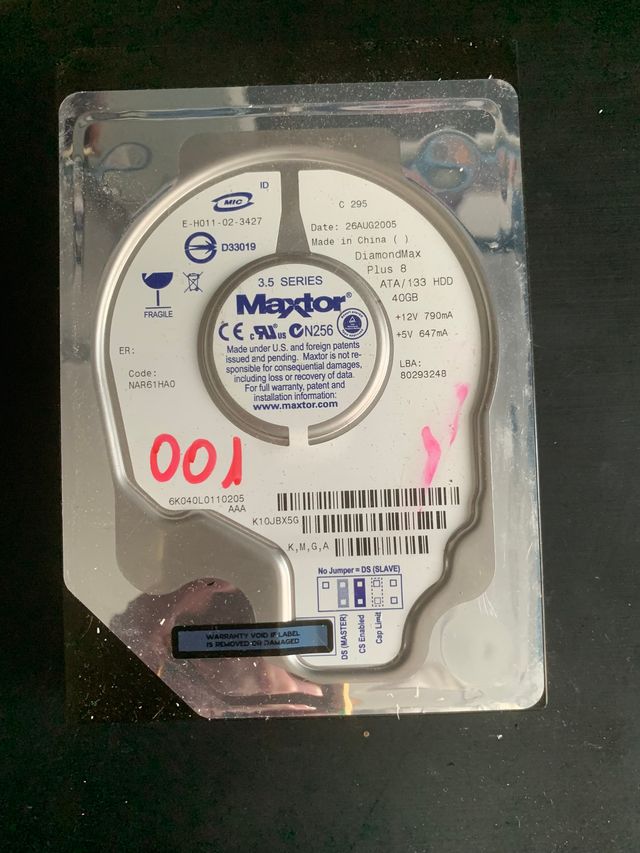 ID
MIC
E-H011-02-3427
D33019
FRAGILE
ER:
Code:
NAR61HA0
C 295
Date: 26AUG2005
Made in China ( )
DiamondMax
Plus 8
ATA/133 HDD
40GB
+12V 790mA
+5V 647mA
LBA:
80293248
3.5 SERIES
Maxtor®
CE c RU us N256
Made under U.S. and foreign patents
issued and pending. Maxtor is not re-
sponsible for consequential damages,
including loss or recovery of data.
For full warranty, patent and
installation information:
www.maxtor.com
001
6K040L0110205
AAA
K10JBX5G
K,M,G,A
No Jumper = DS (SLAVE)
DS (MASTER)
CS Enabled
Cap Limit
WARRANTY VOID IF LABEL
IS REMOVED OR DAMAGED